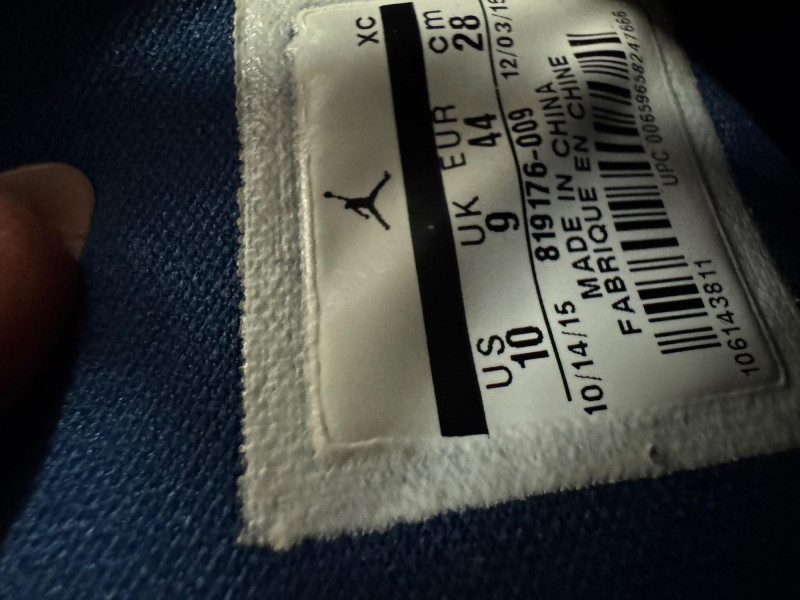 XC
US UK EUR cm
10 9 44 28
10/14/15 819176-009 12/03/15
MADE IN CHINA
FABRIQUE EN CHINE
UPC 00659658247666
106143811